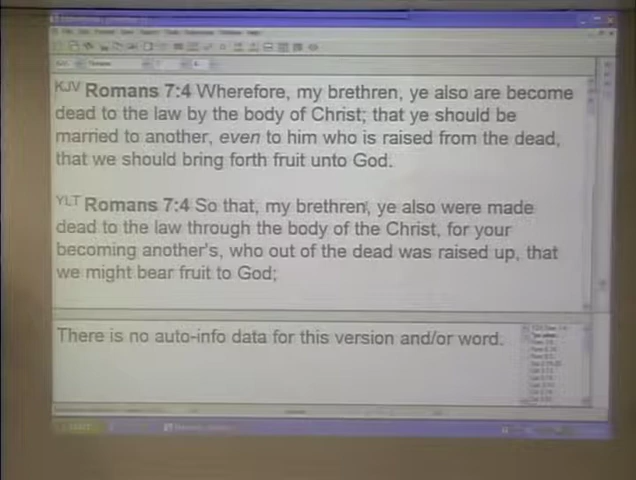 KJV Romans 7:4 Wherefore, my brethren, ye also are become
dead to the law by the body of Christ; that ye should be
married to another, even to him who is raised from the dead,
that we should bring forth fruit unto God.
YLT Romans 7:4 So that, my brethren, ye also were made
dead to the law through the body of the Christ, for your
becoming another's, who out of the dead was raised up, that
we might bear fruit to God;
There is no auto-info data for this version and/or word.